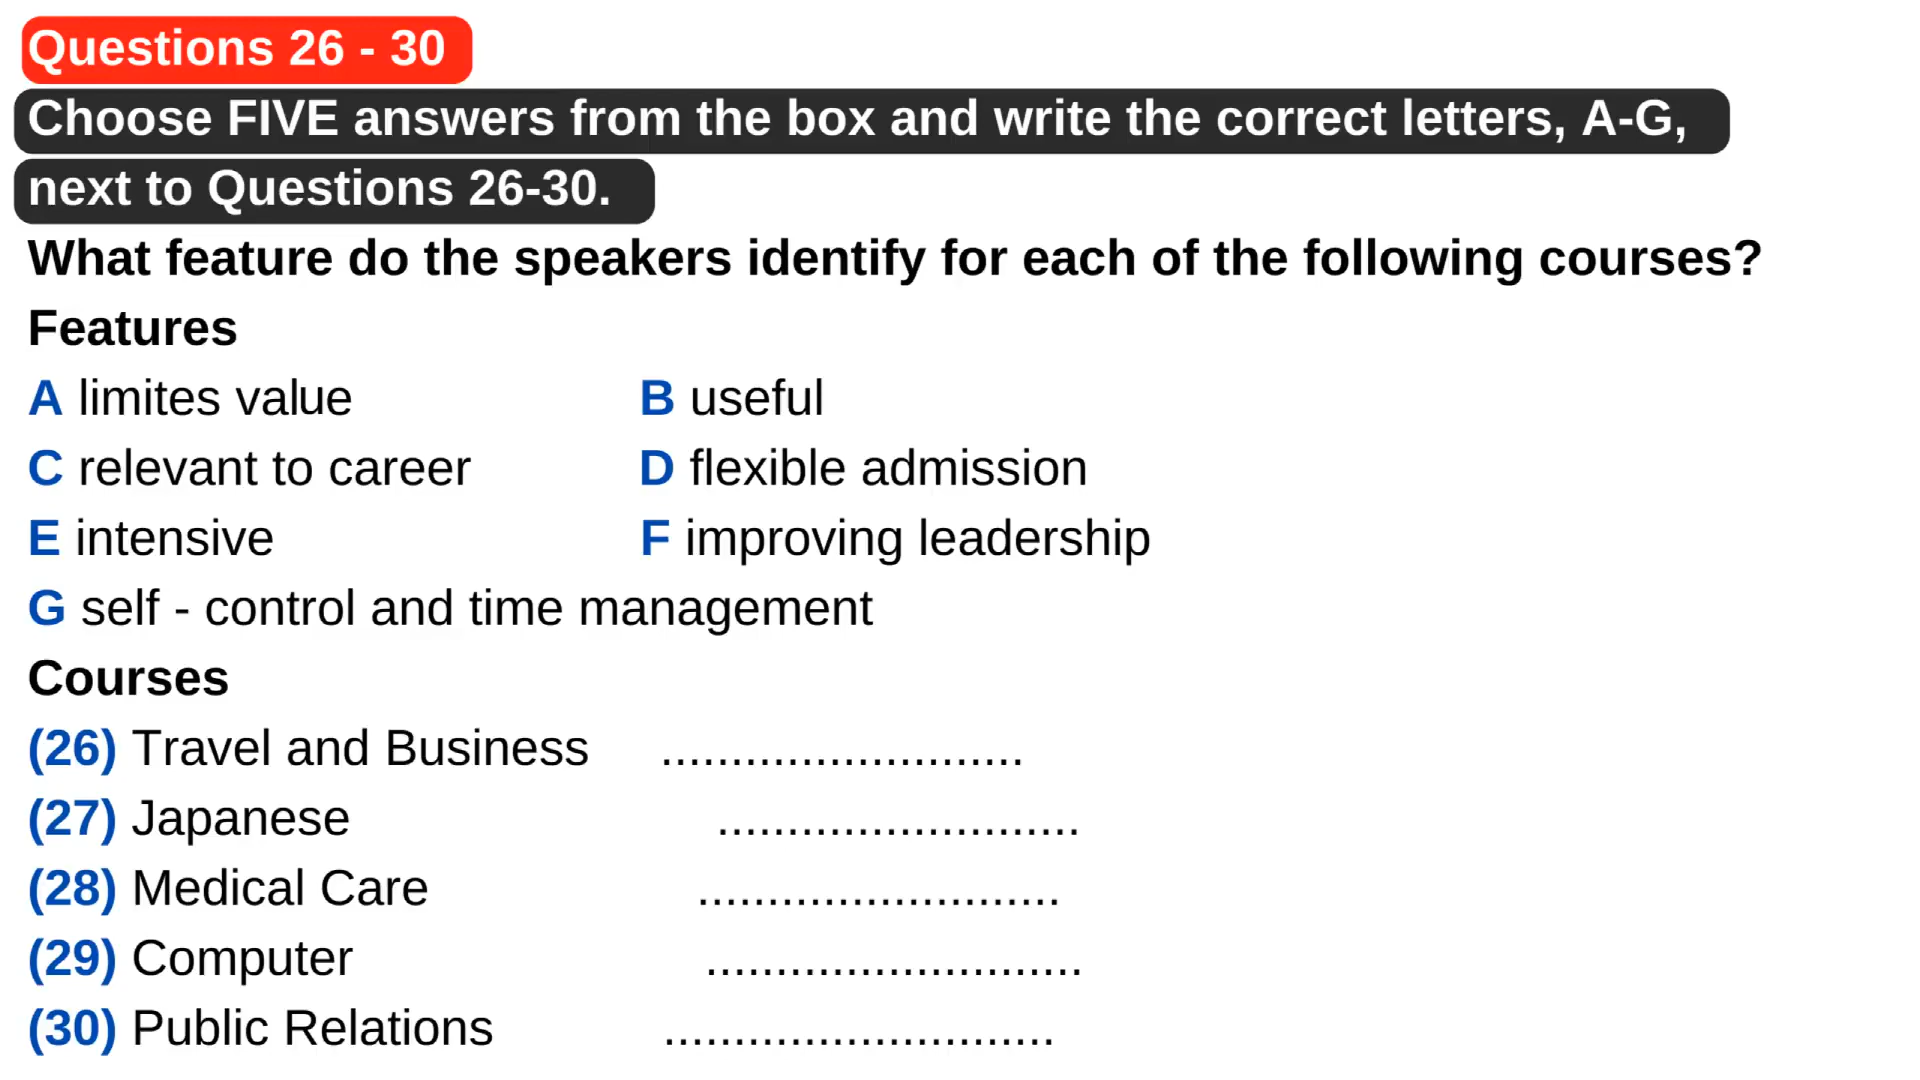 Questions 26 - 30
Choose FIVE answers from the box and write the correct letters, A-G,
next to Questions 26-30.
What feature do the speakers identify for each of the following courses?
Features
A limites value B useful
C relevant to career D flexible admission
E intensive F improving leadership
G self - control and time management
Courses
(26) Travel and Business ..........................
(27) Japanese ..........................
(28) Medical Care ..........................
(29) Computer ...........................
(30) Public Relations ............................